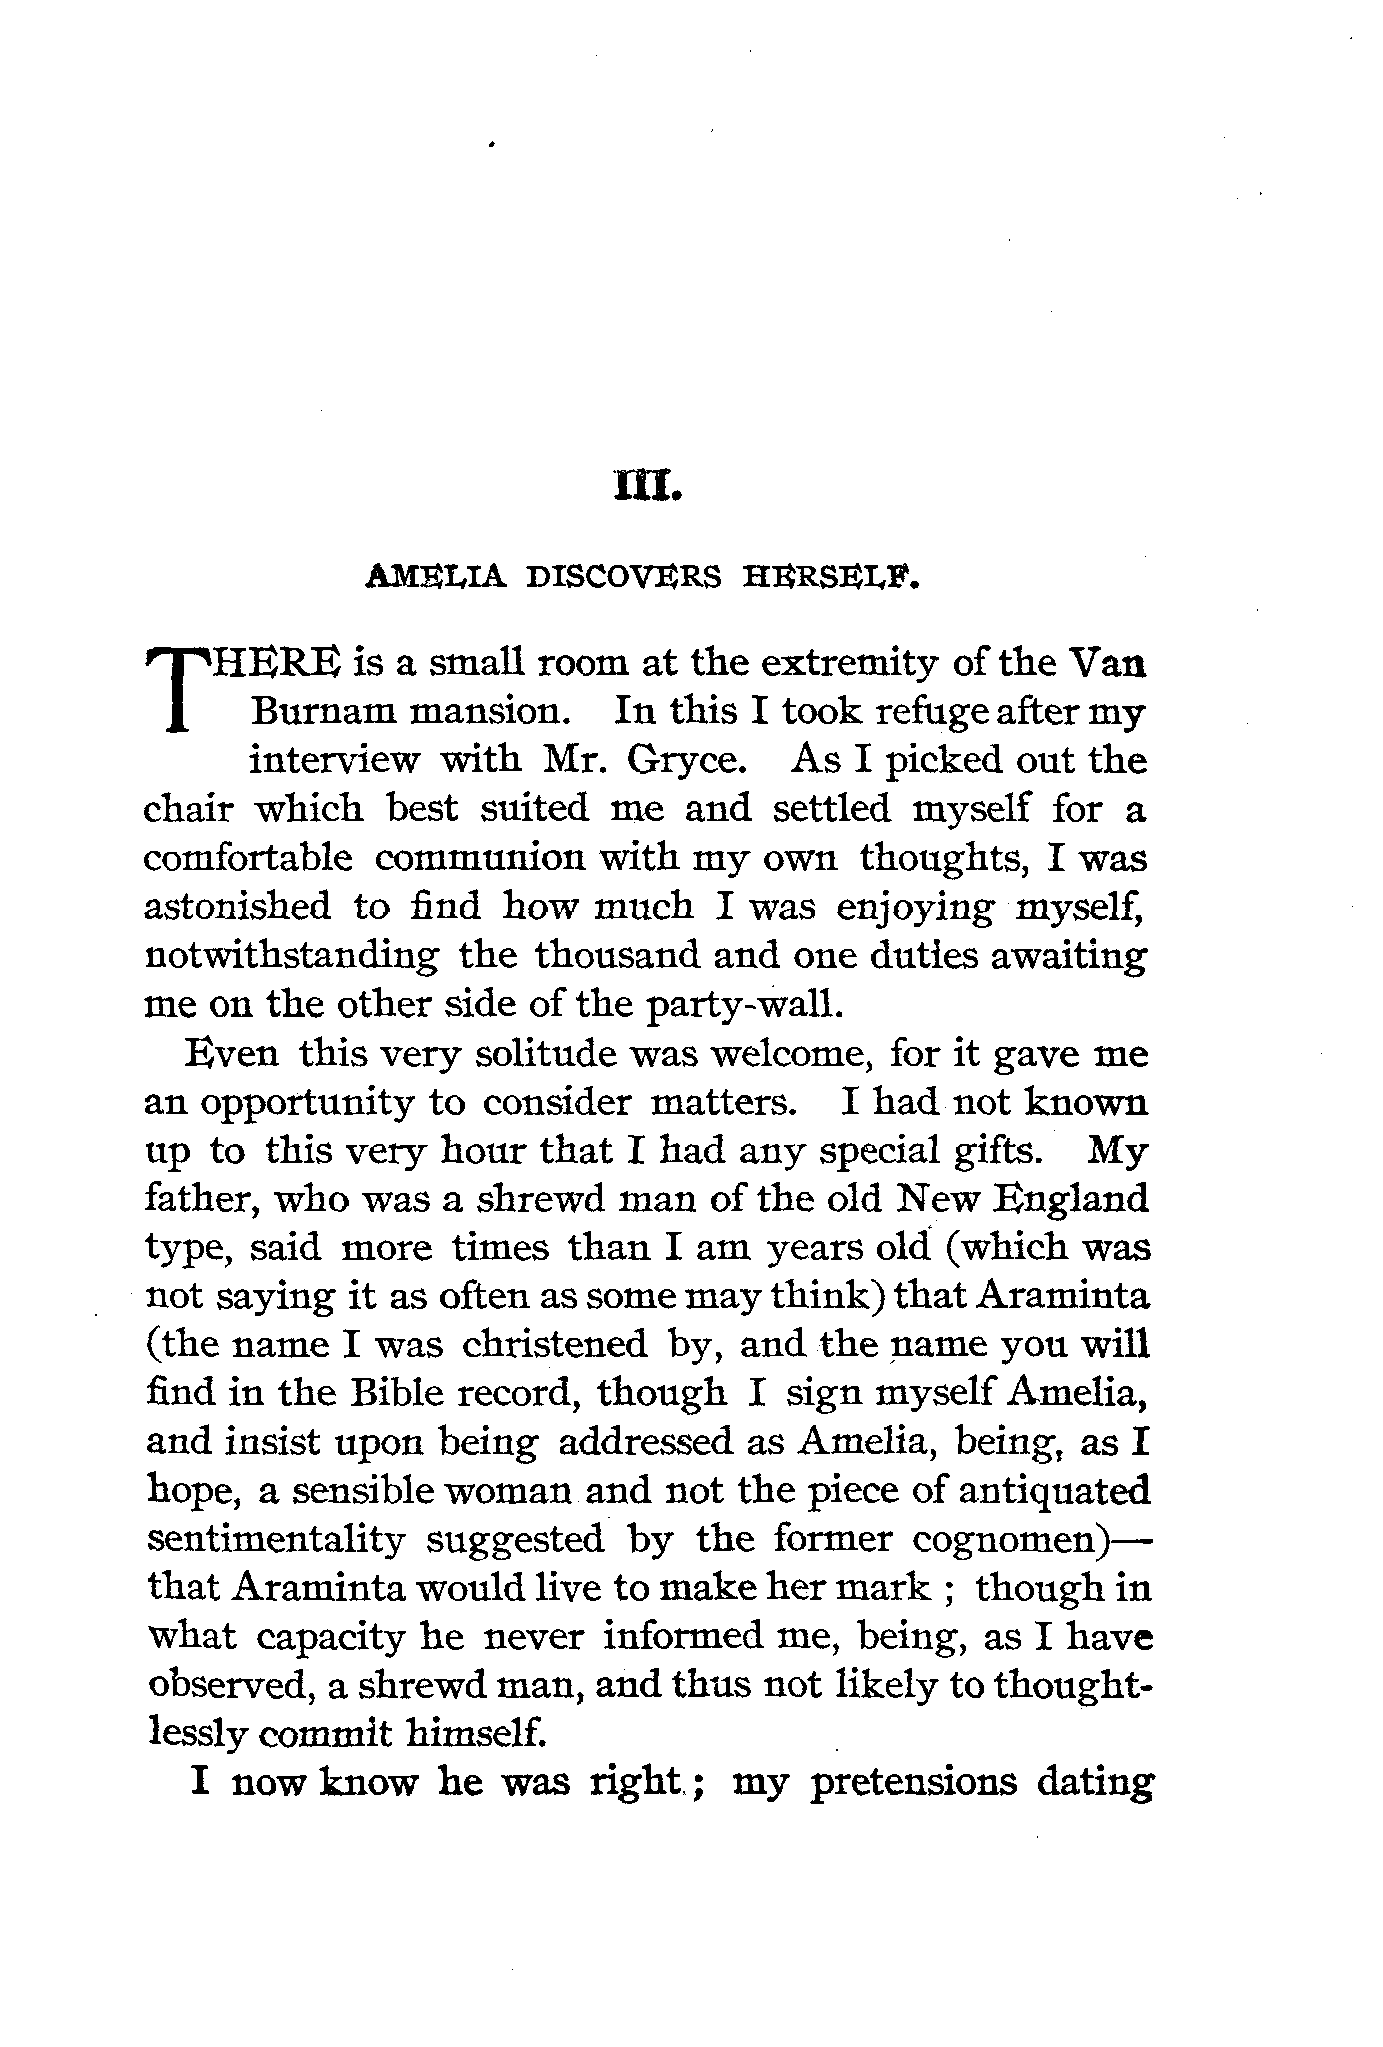 III.
AMELIA DISCOVERS HERSELF.
THERE is a small room at the extremity of the Van
Burnam mansion. In this I took refuge after my
interview with Mr. Gryce. As I picked out the
chair which best suited me and settled myself for a
comfortable communion with my own thoughts, I was
astonished to find how much I was enjoying myself,
notwithstanding the thousand and one duties awaiting
me on the other side of the party-wall.
Even this very solitude was welcome, for it gave me
an opportunity to consider matters. I had not known
up to this very hour that I had any special gifts. My
father, who was a shrewd man of the old New England
type, said more times than I am years old (which was
not saying it as often as some may think) that Araminta
(the name I was christened by, and the name you will
find in the Bible record, though I sign myself Amelia,
and insist upon being addressed as Amelia, being, as I
hope, a sensible woman and not the piece of antiquated
sentimentality suggested by the former cognomen)—
that Araminta would live to make her mark ; though in
what capacity he never informed me, being, as I have
observed, a shrewd man, and thus not likely to thought-
lessly commit himself.
I now know he was right ; my pretensions dating